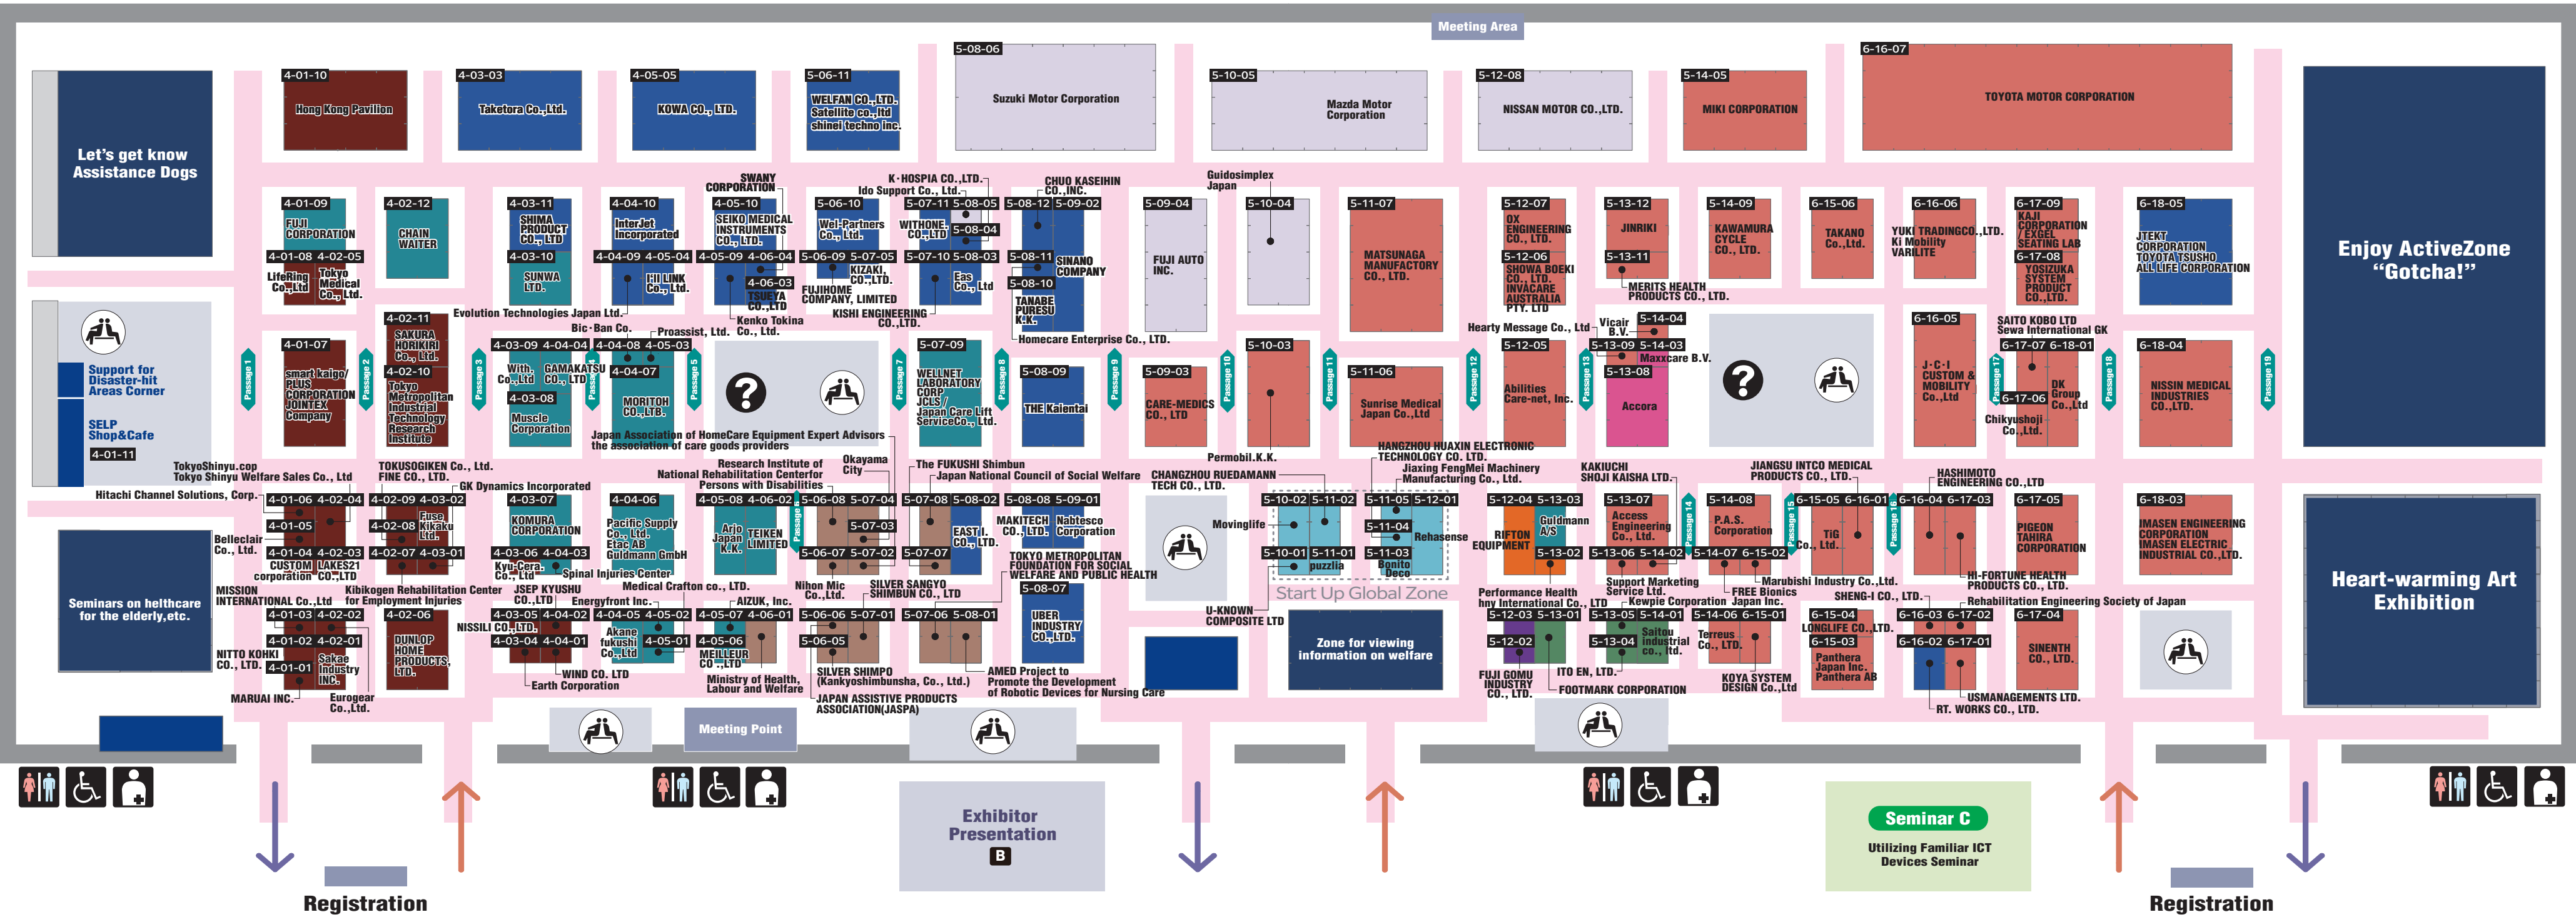 Meeting Area
5-08-06
Suzuki Motor Corporation
6-16-07
TOYOTA MOTOR CORPORATION
4-01-10
Hong Kong Pavilion
4-03-03
Taketora Co.,Ltd.
4-05-05
KOWA CO., LTD.
5-06-11
WELFAN CO.,LTD.
Satellite co.,ltd
shinei techno inc.
5-10-05
Mazda Motor
Corporation
5-12-08
NISSAN MOTOR CO.,LTD.
5-14-05
MIKI CORPORATION
Let's get know
Assistance Dogs
Enjoy ActiveZone
“Gotcha!”
4-01-09
FUJI
CORPORATION
4-01-08 4-02-05
LifeRing
Co.,Ltd
Tokyo
Medical
Co., Ltd.
4-02-12
CHAIN
WAITER
4-03-11
SHIMA
PRODUCT
CO., LTD
4-03-10
SUNWA
LTD.
4-04-10
InterJet
Incorporated
4-04-09 4-05-04
HI LINK
Co., Ltd.
Evolution Technologies Japan Ltd.
SWANY
CORPORATION
4-05-10
SEIKO MEDICAL
INSTRUMENTS
CO., LTD.
4-05-09 4-06-04
4-06-03
TSUEYA
CO.,LTD
Kenko Tokina
Co., Ltd.
5-06-10
Wel-Partners
Co., Ltd.
5-06-09 5-07-05
KIZAKI,
CO.,LTD.
FUJIHOME
COMPANY, LIMITED
K·HOSPIA CO.,LTD.
Ido Support Co., Ltd.
5-07-11 5-08-05
WITHONE.
CO.,LTD
5-08-04
5-07-10 5-08-03
Eas
Co., Ltd
KISHI ENGINEERING
CO.,LTD.
CHUO KASEIHIN
CO.,INC.
5-08-12 5-09-02
5-08-11
SINANO
COMPANY
5-08-10
TANABE
PURESU
K.K.
Homecare Enterprise Co., LTD.
5-09-04
FUJI AUTO
INC.
Guidosimplex
Japan
5-10-04
5-11-07
MATSUNAGA
MANUFACTORY
CO., LTD.
5-12-07
OX
ENGINEERING
CO., LTD.
5-12-06
SHOWA BOEKI
CO., LTD
INVACARE
AUSTRALIA
PTY. LTD
5-13-12
JINRIKI
5-13-11
MERITS HEALTH
PRODUCTS CO., LTD.
5-14-09
KAWAMURA
CYCLE
CO., LTD.
6-15-06
TAKANO
Co.,Ltd.
6-16-06
YUKI TRADINGCO.,LTD.
Ki Mobility
VARILITE
6-17-09
KAJI
CORPORATION
/ EXGEL
SEATING LAB
6-17-08
YOSIZUKA
SYSTEM
PRODUCT
CO., LTD.
6-18-05
JTEKT
CORPORATION
TOYOTA TSUSHO
ALL LIFE CORPORATION
Support for
Disaster-hit
Areas Corner
SELP
Shop&Cafe
4-01-11
Passage 1
4-01-07
smart kaigo/
PLUS
CORPORATION
JOINTEX
Company
Passage 2
4-02-11
SAKURA
HORIKIRI
Co., Ltd.
4-02-10
Tokyo
Metropolitan
Industrial
Technology
Research
Institute
Passage 3
4-03-09 4-04-04
With.
Co.,Ltd
GAMAKATSU
CO., LTD
4-03-08
Muscle
Corporation
Passage 4
Bic·Ban Co.
Proassist, Ltd.
4-04-08 4-05-03
4-04-07
MORITOH
CO.,LTB.
Passage 5
?
Passage 7
5-07-09
WELLNET
LABORATORY
CORP
JCLS /
Japan Care Lift
ServiceCo., Ltd.
Passage 8
5-08-09
THE Kaientai
Passage 9
5-09-03
CARE-MEDICS
CO., LTD
Passage 10
5-10-03
Permobil.K.K.
Passage 11
5-11-06
Sunrise Medical
Japan Co.,Ltd
Passage 12
Hearty Message Co., Ltd
5-12-05
Abilities
Care-net, Inc.
Passage 13
Vicair
B.V.
5-14-04
5-13-09 5-14-03
Maxxcare B.V.
5-13-08
Accora
?
6-16-05
J·C·I
CUSTOM &
MOBILITY
Co.,Ltd
Passage 17
SAITO KOBO LTD
Sewa International GK
6-17-07 6-18-01
DK
Group
Co.,Ltd
6-17-06
Chikyushoji
Co.,Ltd.
Passage 18
6-18-04
NISSIN MEDICAL
INDUSTRIES
CO.,LTD.
Passage 19
Japan Association of HomeCare Equipment Expert Advisors
the association of care goods providers
TokyoShinyu.cop
Tokyo Shinyu Welfare Sales Co., Ltd
Hitachi Channel Solutions, Corp.
4-01-06 4-02-04
4-01-05
Belleclair
Co., Ltd.
4-01-04 4-02-03
CUSTOM
corporation
LAKES21
CO.,LTD
TOKUSOGIKEN Co., Ltd.
FINE CO., LTD.
GK Dynamics Incorporated
4-02-09 4-03-02
Fuse
Kikaku
Ltd.
4-02-08
4-02-07 4-03-01
Kibikogen Rehabilitation Center
for Employment Injuries
4-03-07
KOMURA
CORPORATION
4-03-06 4-04-03
Kyu-Cera.
Co., Ltd
Spinal Injuries Center
4-04-06
Pacific Supply
Co., Ltd.
Etac AB
Guldmann GmbH
4-05-08 4-06-02
Arjo
Japan
K.K.
TEIKEN
LIMITED
Research Institute of
National Rehabilitation Centerfor
Persons with Disabilities
Okayama
City
5-06-08 5-07-04
5-07-03
5-06-07 5-07-02
Nihon Mic
Co.,Ltd.
SILVER SANGYO
SHIMBUN CO., LTD
The FUKUSHI Shimbun
Japan National Council of Social Welfare
5-07-08 5-08-02
EAST I.
CO., LTD.
5-07-07
5-08-08 5-09-01
MAKITECH
CO., LTD.
Nabtesco
Corporation
TOKYO METROPOLITAN
FOUNDATION FOR SOCIAL
WELFARE AND PUBLIC HEALTH
CHANGZHOU RUEDAMANN
TECH CO., LTD.
5-10-02 5-11-02
Movinglife
5-10-01 5-11-01
puzzlia
U-KNOWN
COMPOSITE LTD
HANGZHOU HUAXIN ELECTRONIC
TECHNOLOGY CO. LTD.
Jiaxing FengMei Machinery
Manufacturing Co., Ltd.
5-11-05 5-12-01
5-11-04
Rehasense
5-11-03
Bonito
Deco
Start Up Global Zone
5-12-04 5-13-03
RIFTON
EQUIPMENT
Guldmann
A/S
5-13-02
Performance Health
hny International Co., LTD
KAKIUCHI
SHOJI KAISHA LTD.
5-13-07
Access
Engineering
Co., Ltd.
5-13-06 5-14-02
Support Marketing
Service Ltd.
Passage 14
5-14-08
P.A.S.
Corporation
5-14-07 6-15-02
Marubishi Industry Co.,Ltd.
FREE Bionics
Japan Inc.
Passage 15
JIANGSU INTCO MEDICAL
PRODUCTS CO., LTD.
6-15-05 6-16-01
TiG
Co., Ltd.
Passage 16
HASHIMOTO
ENGINEERING CO.,LTD
6-16-04 6-17-03
HI-FORTUNE HEALTH
PRODUCTS CO., LTD.
6-17-05
PIGEON
TAHIRA
CORPORATION
6-18-03
IMASEN ENGINEERING
CORPORATION
IMASEN ELECTRIC
INDUSTRIAL CO.,LTD.
Seminars on helthcare
for the elderly,etc.
Heart-warming Art
Exhibition
MISSION
INTERNATIONAL Co.,Ltd
4-01-03 4-02-02
4-01-02 4-02-01
NITTO KOHKI
CO., LTD.
4-01-01
Sakae
Industry
INC.
MARUAI INC.
Eurogear
Co.,Ltd.
4-02-06
DUNLOP
HOME
PRODUCTS,
LTD.
JSEP KYUSHU
CO.,LTD
4-03-05 4-04-02
NISSILI CO., LTD.
4-03-04 4-04-01
WIND CO. LTD
Earth Corporation
Medical Crafton co., LTD.
Energyfront Inc.
4-04-05 4-05-02
Akane
fukushi
Co.,Ltd
4-05-01
AIZUK, Inc.
4-05-07 4-06-01
4-05-06
MEILLEUR
CO.,LTD
Ministry of Health,
Labour and Welfare
5-06-06 5-07-01
5-06-05
SILVER SHIMPO
(Kankyoshimbunsha, Co., Ltd.)
JAPAN ASSISTIVE PRODUCTS
ASSOCIATION(JASPA)
5-07-06 5-08-01
AMED Project to
Promote the Development
of Robotic Devices for Nursing Care
5-08-07
UBER
INDUSTRY
CO., LTD.
Zone for viewing
information on welfare
5-12-03 5-13-01
5-12-02
FUJI GOMU
INDUSTRY
CO., LTD.
FOOTMARK CORPORATION
Kewpie Corporation
5-13-05 5-14-01
5-13-04
Saitou
industrial
co., ltd.
ITO EN, LTD.
5-14-06 6-15-01
Terreus
Co., LTD.
KOYA SYSTEM
DESIGN Co.,Ltd
6-15-04
LONGLIFE CO.,LTD.
6-15-03
Panthera
Japan Inc.
Panthera AB
SHENG-I CO., LTD.
Rehabilitation Engineering Society of Japan
6-16-03 6-17-02
6-16-02 6-17-01
USMANAGEMENTS LTD.
RT. WORKS CO., LTD.
6-17-04
SINENTH
CO., LTD.
Meeting Point
Exhibitor
Presentation
B
Seminar C
Utilizing Familiar ICT
Devices Seminar
Registration
Registration